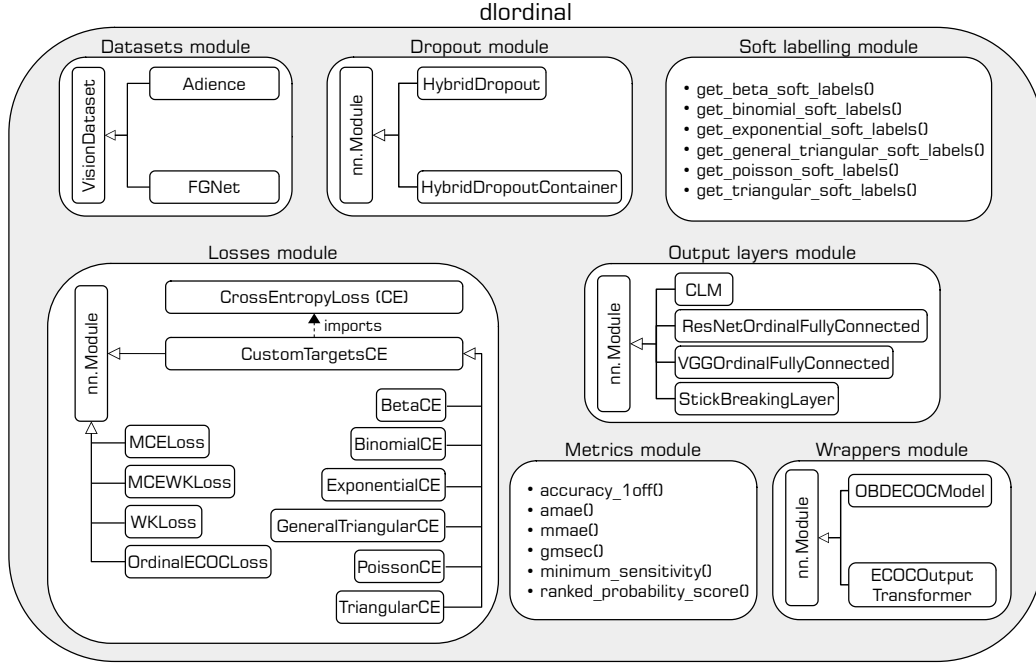 dlordinal
Datasets module
VisionDataset
Adience
FGNet
Dropout module
nn.Module
HybridDropout
HybridDropoutContainer
Soft labelling module
• get_beta_soft_labels()
• get_binomial_soft_labels()
• get_exponential_soft_labels()
• get_general_triangular_soft_labels()
• get_poisson_soft_labels()
• get_triangular_soft_labels()
Losses module
nn.Module
CrossEntropyLoss (CE)
imports
CustomTargetsCE
BetaCE
BinomialCE
ExponentialCE
GeneralTriangularCE
PoissonCE
TriangularCE
MCELoss
MCEWKLoss
WKLoss
OrdinalECOCLoss
Output layers module
nn.Module
CLM
ResNetOrdinalFullyConnected
VGGOrdinalFullyConnected
StickBreakingLayer
Metrics module
• accuracy_1off()
• amae()
• mmae()
• gmsec()
• minimum_sensitivity()
• ranked_probability_score()
Wrappers module
nn.Module
OBDECOCModel
ECOCOutput
Transformer